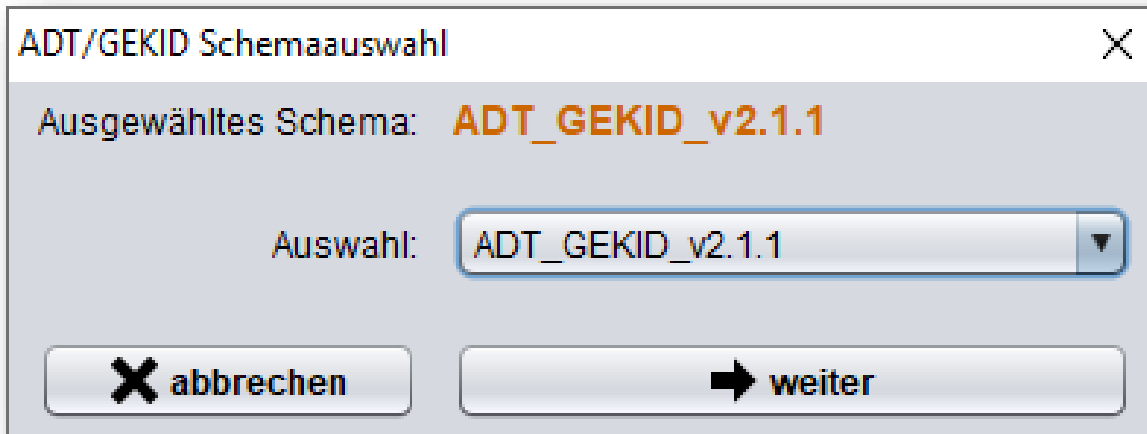 ADT/GEKID Schemaauswahl
Ausgewähltes Schema: ADT_GEKID_v2.1.1
Auswahl: ADT_GEKID_v2.1.1
abbrechen weiter